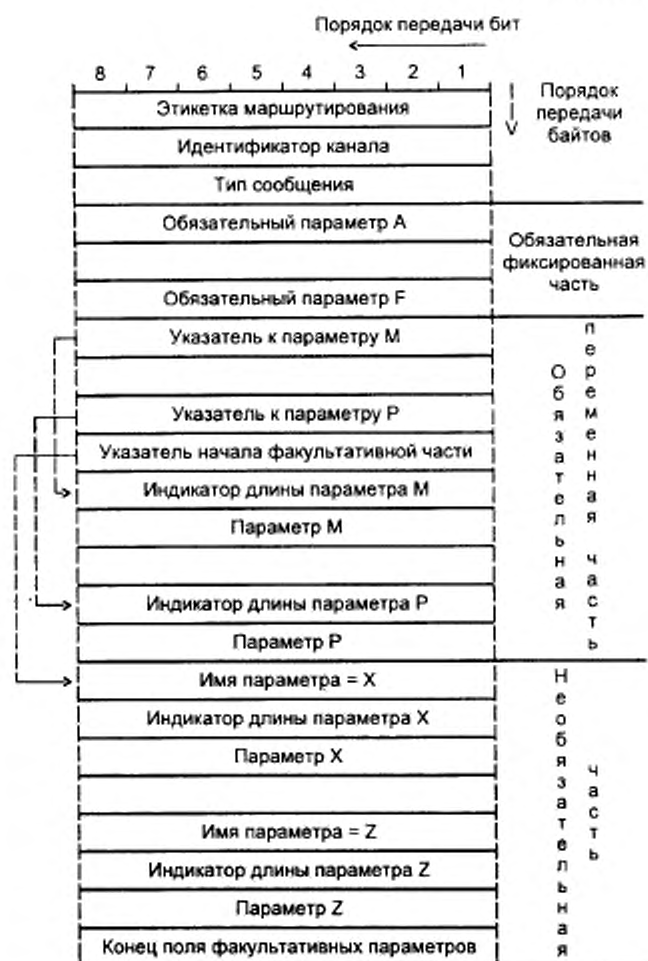 Порядок передачи бит
8 7 6 5 4 3 2 1
Порядок
передачи
байтов
Этикетка маршрутирования
Идентификатор канала
Тип сообщения
Обязательный параметр А
Обязательный параметр F
Обязательная
фиксированная
часть
Указатель к параметру М
Указатель к параметру Р
Указатель начала факультативной части
Индикатор длины параметра М
Параметр М
Индикатор длины параметра Р
Параметр Р
Обязательная
переменная часть
Имя параметра = X
Индикатор длины параметра X
Параметр X
Имя параметра = Z
Индикатор длины параметра Z
Параметр Z
Конец поля факультативных параметров
Необязательная
часть